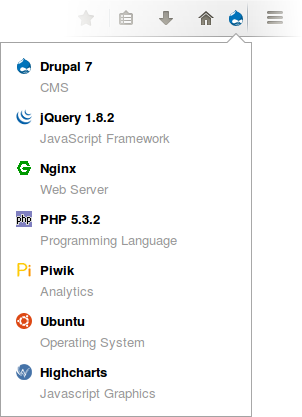 Drupal 7
CMS
jQuery 1.8.2
JavaScript Framework
Nginx
Web Server
php PHP 5.3.2
Programming Language
Pi Piwik
Analytics
Ubuntu
Operating System
Highcharts
Javascript Graphics